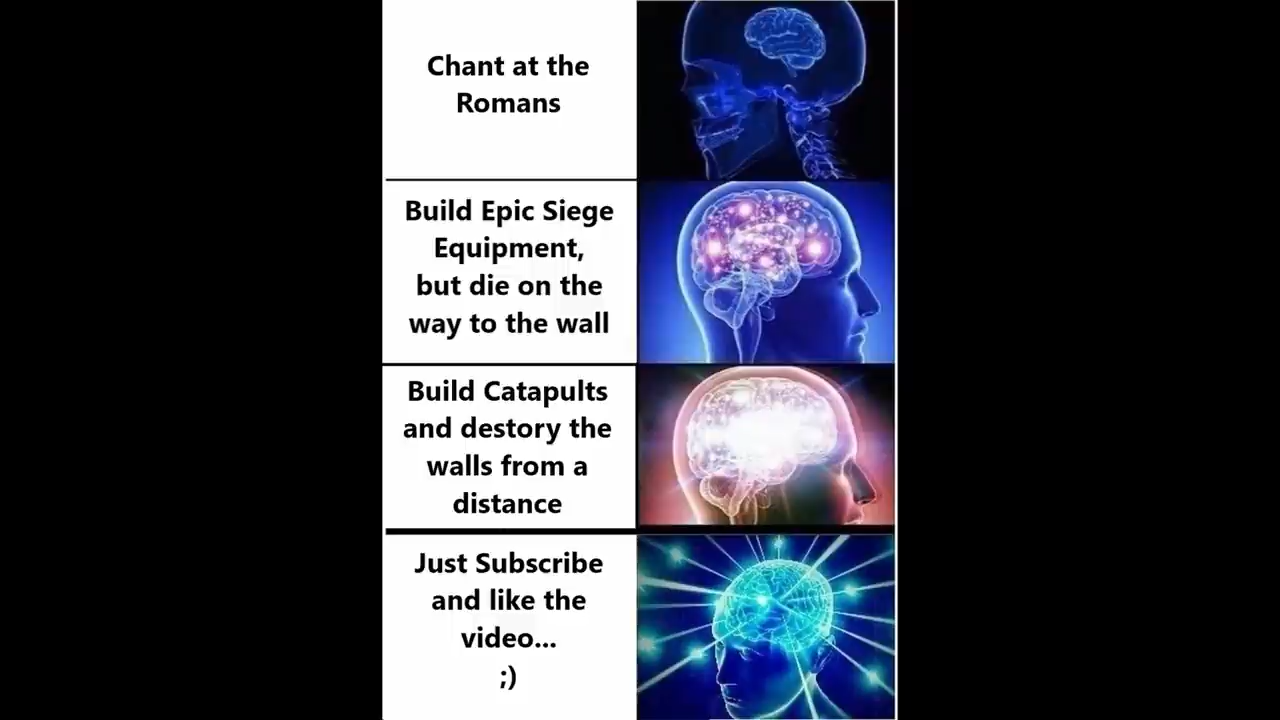 Chant at the
Romans
Build Epic Siege
Equipment,
but die on the
way to the wall
Build Catapults
and destory the
walls from a
distance
Just Subscribe
and like the
video...
;)